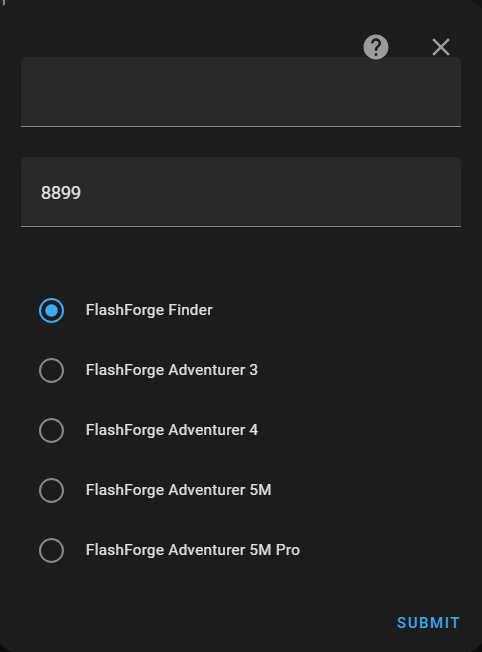 8899
FlashForge Finder
FlashForge Adventurer 3
FlashForge Adventurer 4
FlashForge Adventurer 5M
FlashForge Adventurer 5M Pro
SUBMIT